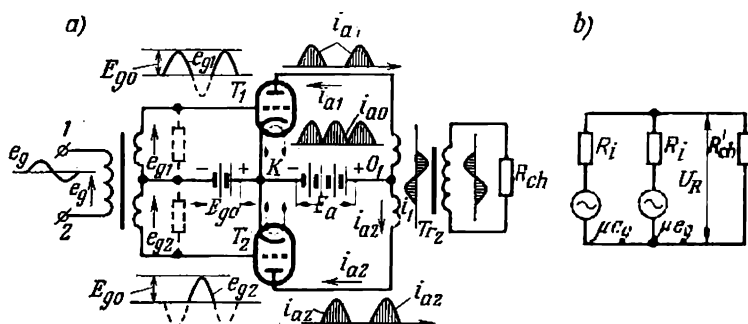 a)
b)
E_g0
e_g1
T_1
i_a1
i_a1
i_a0
1
e_g
e_g
2
e_g1
e_g2
− +
K
− +
O_1
E_g0
E_a
T_2
i_a2
i_1
Tr_2
R_ch
i_a2
E_g0
e_g2
i_a2
i_a2
R_i
R_i
R'_ch
U_R
μe_g
μe_g